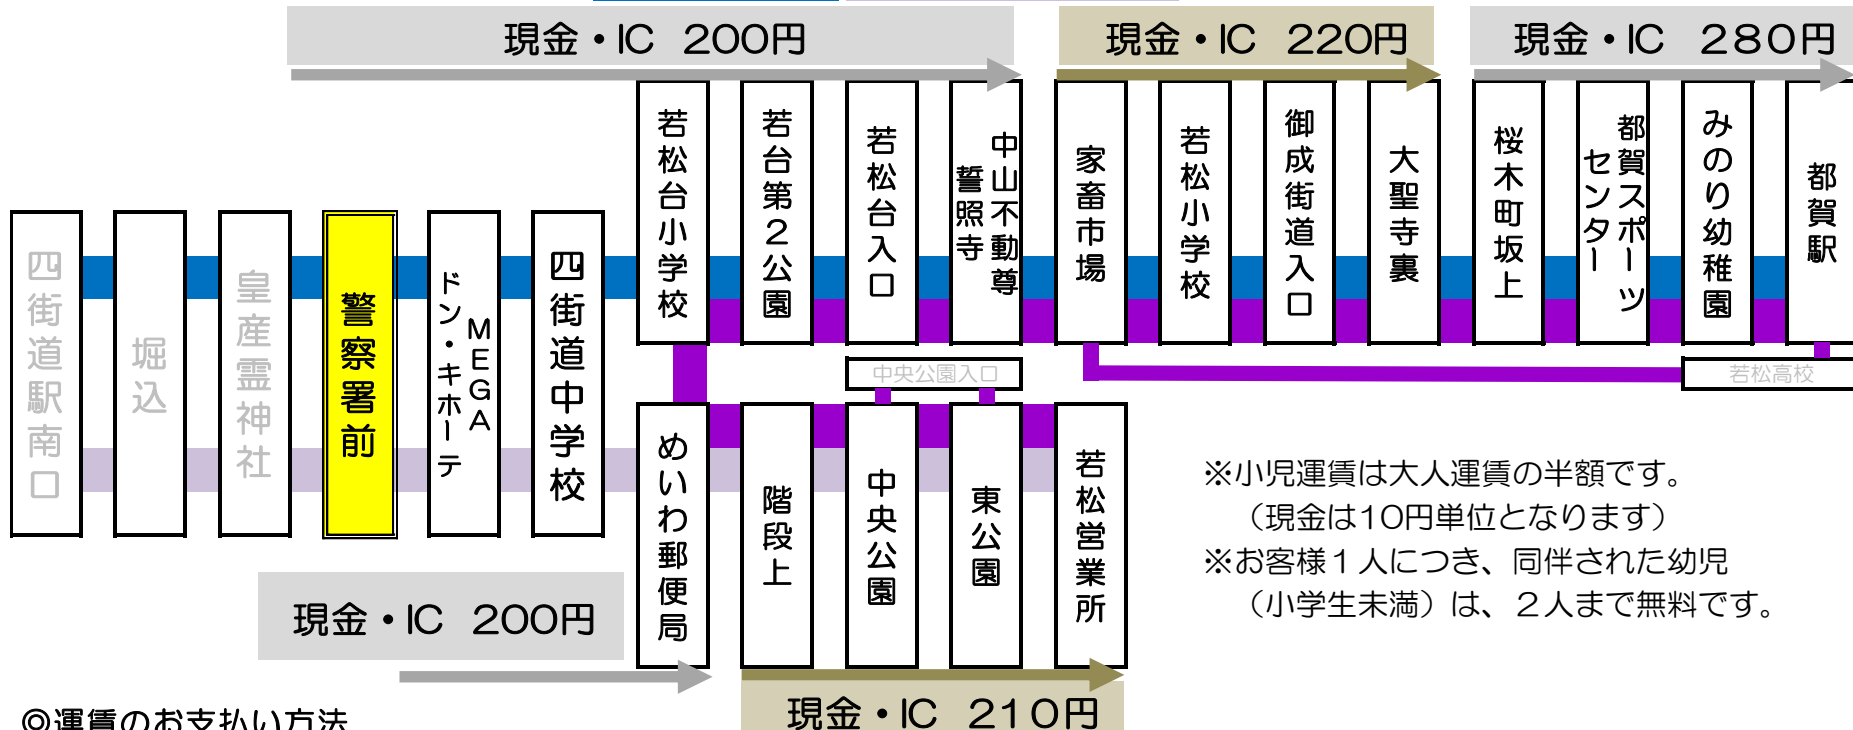 現金・IC 200円
現金・IC 220円
現金・IC 280円
四街道駅南口
堀込
皇産霊神社
警察署前
MEGA
ドン・キホーテ
四街道中学校
若松台小学校
若台第2公園
若松台入口
中山不動尊
誓照寺
家畜市場
若松小学校
御成街道入口
大聖寺裏
桜木町坂上
都賀スポーツ
センター
みのり幼稚園
都賀駅
中央公園入口
若松高校
めいわ郵便局
階段上
中央公園
東公園
若松営業所
※小児運賃は大人運賃の半額です。
（現金は10円単位となります）
※お客様１人につき、同伴された幼児
（小学生未満）は、２人まで無料です。
現金・IC 200円
現金・IC 210円
◎運賃のお支払い方法